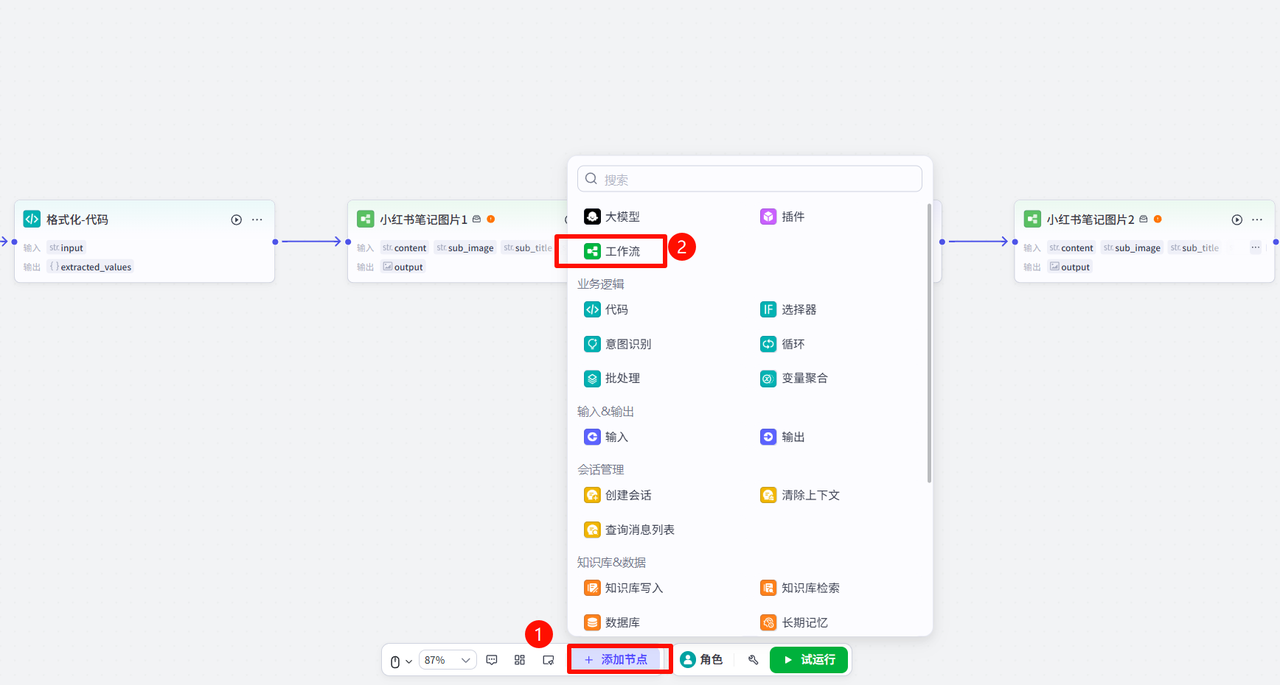 格式化-代码
输入 str. input
输出 [ ] extracted_values
小红书笔记图片1
输入 str. content str. sub_image str. sub_title
输出 output
搜索
大模型 插件
工作流 2
业务逻辑
代码 IF 选择器
意图识别 循环
批处理 变量聚合
输入&输出
输入 输出
会话管理
创建会话 清除上下文
查询消息列表
知识库&数据
知识库写入 知识库检索
数据库 长期记忆
小红书笔记图片2
输入 str. content str. sub_image str. sub_title ...
输出 output
1
87% + 添加节点 角色 试运行